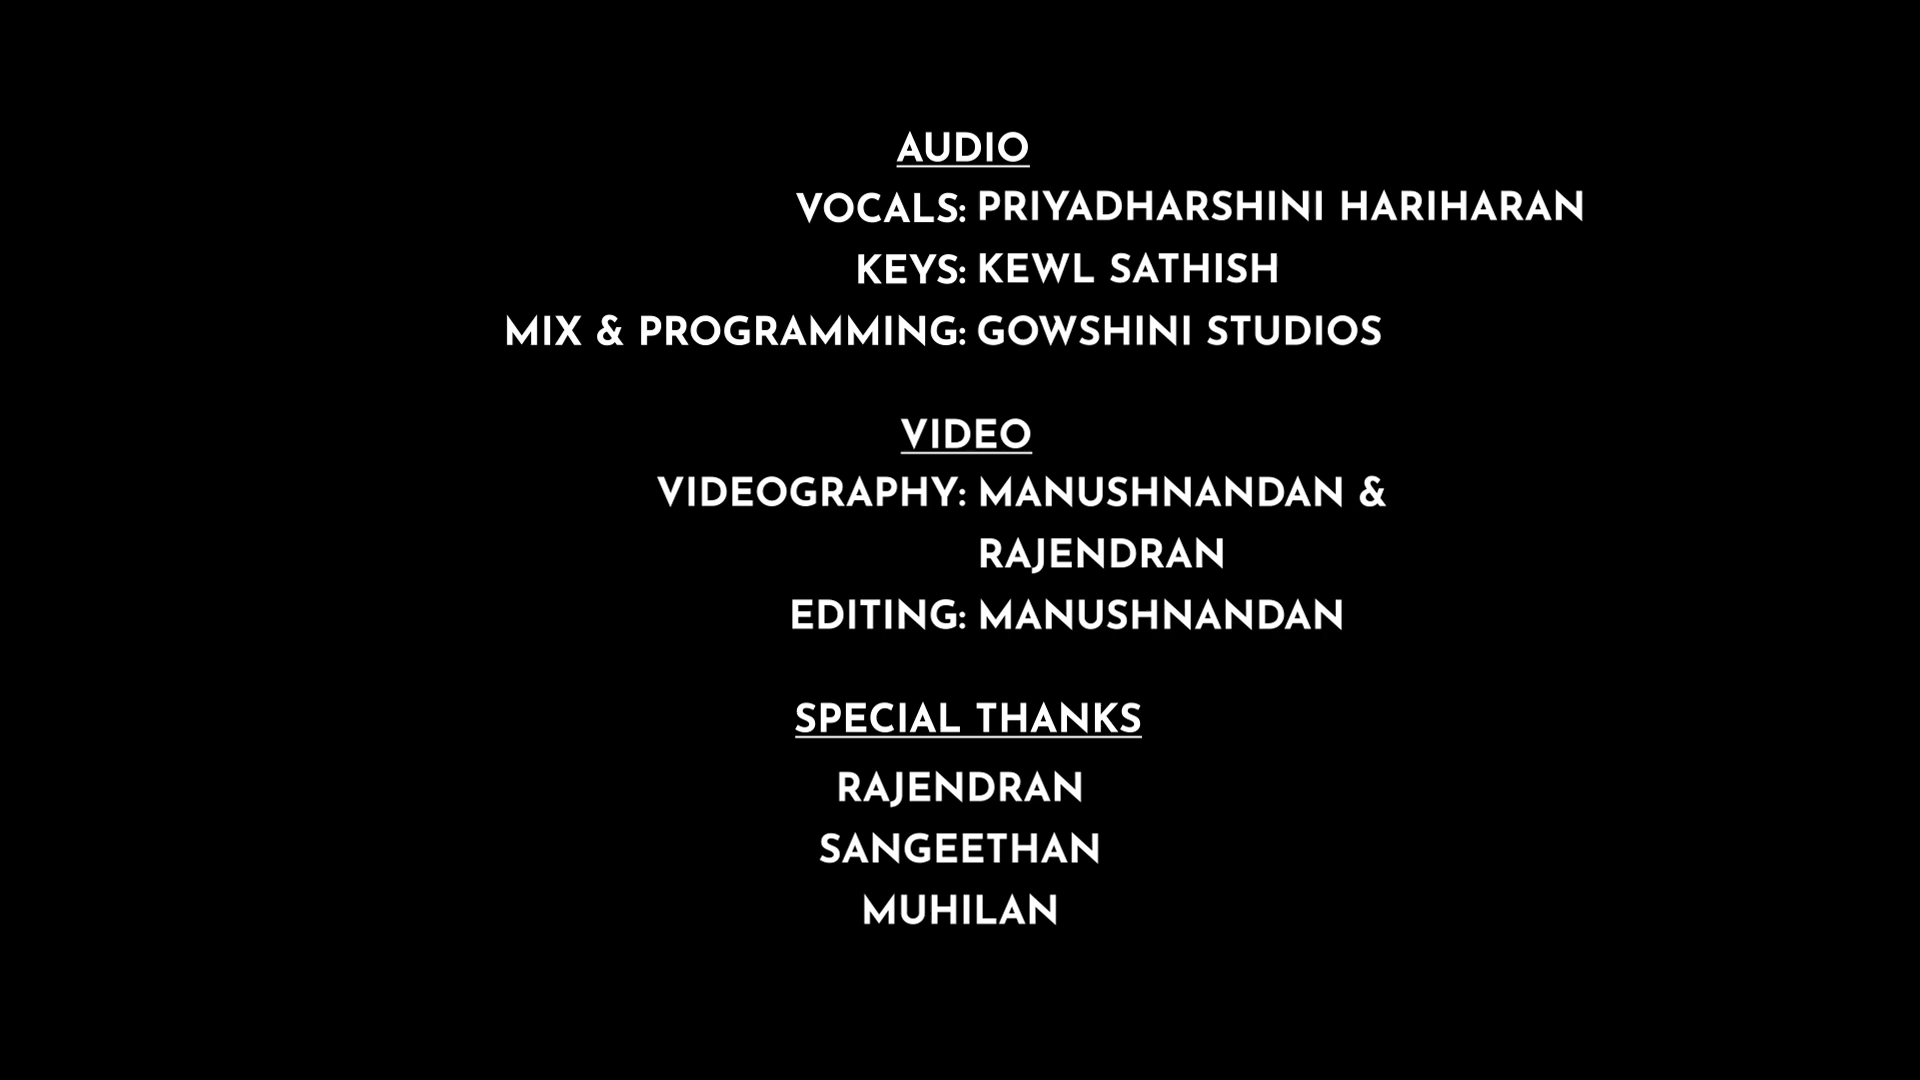 AUDIO
VOCALS: PRIYADHARSHINI HARIHARAN
KEYS: KEWL SATHISH
MIX & PROGRAMMING: GOWSHINI STUDIOS
VIDEO
VIDEOGRAPHY: MANUSHNANDAN &
RAJENDRAN
EDITING: MANUSHNANDAN
SPECIAL THANKS
RAJENDRAN
SANGEETHAN
MUHILAN